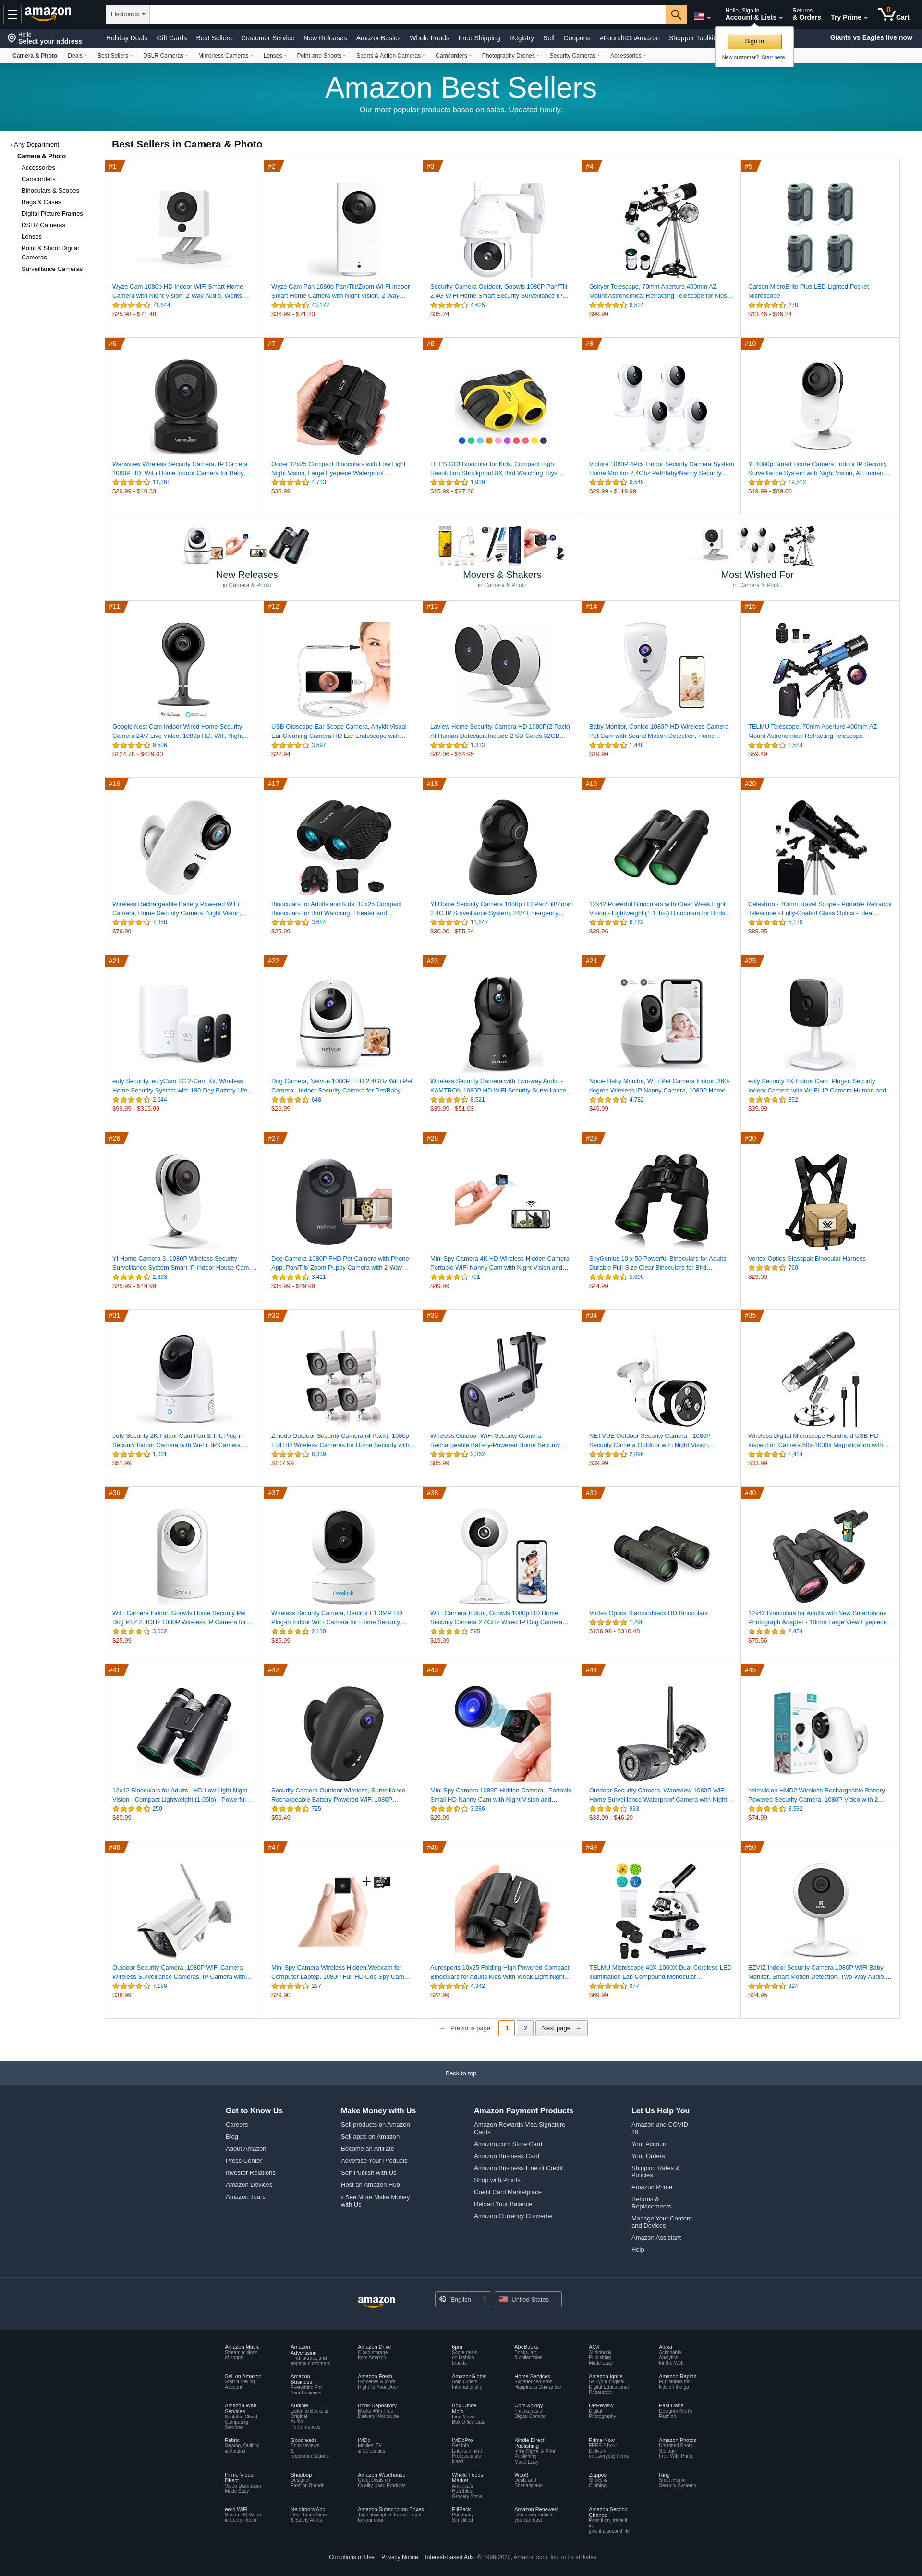 Hello
Select your address
amazon
Electronics
Hello, Sign in
Account & Lists
Returns
& Orders
Try Prime
0
Cart
Holiday Deals
Gift Cards
Best Sellers
Customer Service
New Releases
AmazonBasics
Whole Foods
Free Shipping
Registry
Sell
Coupons
#FoundItOnAmazon
Shopper Toolkit
Giants vs Eagles live now
Sign in
New customer? Start here.
Camera & Photo
Deals
Best Sellers
DSLR Cameras
Mirrorless Cameras
Lenses
Point-and-Shoots
Sports & Action Cameras
Camcorders
Photography Drones
Security Cameras
Accessories
Amazon Best Sellers
Our most popular products based on sales. Updated hourly.
‹ Any Department
Camera & Photo
Accessories
Camcorders
Binoculars & Scopes
Bags & Cases
Digital Picture Frames
DSLR Cameras
Lenses
Point & Shoot Digital
Cameras
Surveillance Cameras
Best Sellers in Camera & Photo
#1
Wyze Cam 1080p HD Indoor WiFi Smart Home
Camera with Night Vision, 2-Way Audio, Works…
71,644
$25.98 - $71.48
#2
Wyze Cam Pan 1080p Pan/Tilt/Zoom Wi-Fi Indoor
Smart Home Camera with Night Vision, 2-Way…
40,172
$36.99 - $71.23
#3
Security Camera Outdoor, Goowls 1080P Pan/Tilt
2.4G WiFi Home Smart Security Surveillance IP…
4,625
$35.24
#4
Gskyer Telescope, 70mm Aperture 400mm AZ
Mount Astronomical Refracting Telescope for Kids…
6,524
$99.99
#5
Carson MicroBrite Plus LED Lighted Pocket
Microscope
278
$13.46 - $86.24
#6
Wansview Wireless Security Camera, IP Camera
1080P HD, WiFi Home Indoor Camera for Baby…
11,361
$29.99 - $40.33
#7
Occer 12x25 Compact Binoculars with Low Light
Night Vision, Large Eyepiece Waterproof…
4,733
$38.99
#8
LET'S GO! Binocular for Kids, Compact High
Resolution Shockproof 8X Bird Watching Toys…
1,939
$15.99 - $27.26
#9
Victure 1080P 4Pcs Indoor Security Camera System
Home Monitor 2.4Ghz Pet/Baby/Nanny Security…
6,549
$29.99 - $119.99
#10
YI 1080p Smart Home Camera, Indoor IP Security
Surveillance System with Night Vision, AI Human…
19,512
$19.99 - $89.00
New Releases
in Camera & Photo
Movers & Shakers
in Camera & Photo
Most Wished For
in Camera & Photo
#11
Google Nest Cam Indoor Wired Home Security
Camera 24/7 Live Video, 1080p HD, Wifi, Night…
9,506
$124.78 - $429.00
#12
USB Otoscope-Ear Scope Camera, Anykit Visual
Ear Cleaning Camera HD Ear Endoscope with…
3,597
$22.94
#13
Laview Home Security Camera HD 1080P(2 Pack)
AI Human Detection,Include 2 SD Cards,32GB,…
1,333
$42.06 - $54.95
#14
Baby Monitor, Conico 1080P HD Wireless Camera
Pet Cam with Sound Motion Detection, Home…
1,448
$19.99
#15
TELMU Telescope, 70mm Aperture 400mm AZ
Mount Astronomical Refracting Telescope…
1,584
$59.49
#16
Wireless Rechargeable Battery Powered WiFi
Camera, Home Security Camera, Night Vision,…
7,858
$79.99
#17
Binoculars for Adults and Kids, 10x25 Compact
Binoculars for Bird Watching, Theater and…
3,684
$25.99
#18
YI Dome Security Camera 1080p HD Pan/Tilt/Zoom
2.4G IP Surveillance System, 24/7 Emergency…
11,647
$30.00 - $55.24
#19
12x42 Powerful Binoculars with Clear Weak Light
Vision - Lightweight (1.1 lbs.) Binoculars for Birds…
6,162
$39.96
#20
Celestron - 70mm Travel Scope - Portable Refractor
Telescope - Fully-Coated Glass Optics - Ideal…
5,179
$89.95
#21
eufy Security, eufyCam 2C 2-Cam Kit, Wireless
Home Security System with 180-Day Battery Life,…
2,644
$99.99 - $315.99
#22
netvue
Dog Camera, Netvue 1080P FHD 2.4GHz WiFi Pet
Camera , Indoor Security Camera for Pet/Baby…
648
$29.99
#23
Wireless Security Camera with Two-way Audio -
KAMTRON 1080P HD WiFi Security Surveillance…
8,521
$39.99 - $51.03
#24
Nooie Baby Monitor, WiFi Pet Camera Indoor, 360-
degree Wireless IP Nanny Camera, 1080P Home…
4,782
$49.99
#25
eufy Security 2K Indoor Cam, Plug-in Security
Indoor Camera with Wi-Fi, IP Camera,Human and…
892
$39.99
#26
YI Home Camera 3, 1080P Wireless Security
Surveillance System Smart IP Indoor House Cam,…
2,893
$25.99 - $49.99
#27
netvue
Dog Camera-1080P FHD Pet Camera with Phone
App, Pan/Tilt/ Zoom Puppy Camera with 2-Way…
3,411
$35.99 - $49.99
#28
Mini Spy Camera 4K HD Wireless Hidden Camera
Portable WiFi Nanny Cam with Night Vision and…
701
$49.99
#29
SkyGenius 10 x 50 Powerful Binoculars for Adults
Durable Full-Size Clear Binoculars for Bird…
5,606
$44.99
#30
Vortex Optics Glasspak Binocular Harness
760
$29.00
#31
eufy Security 2K Indoor Cam Pan & Tilt, Plug-in
Security Indoor Camera with Wi-Fi, IP Camera,…
1,001
$51.99
#32
Zmodo Outdoor Security Camera (4 Pack), 1080p
Full HD Wireless Cameras for Home Security with…
6,339
$107.99
#33
Wireless Outdoor WiFi Security Camera,
Rechargeable Battery-Powered Home Security…
2,362
$85.99
#34
NETVUE Outdoor Security Camera - 1080P
Security Camera Outdoor with Night Vision,…
2,896
$39.99
#35
Wireless Digital Microscope Handheld USB HD
Inspection Camera 50x-1000x Magnification with…
1,424
$33.99
#36
WiFi Camera Indoor, Goowls Home Security Pet
Dog PTZ 2.4GHz 1080P Wireless IP Camera for…
3,062
$25.99
#37
reolink
Wireless Security Camera, Reolink E1 3MP HD
Plug-in Indoor WiFi Camera for Home Security,…
2,130
$35.99
#38
WiFi Camera Indoor, Goowls 1080p HD Home
Security Camera 2.4GHz Wired IP Dog Camera…
595
$19.99
#39
Vortex Optics Diamondback HD Binoculars
1,298
$136.99 - $310.48
#40
12x42 Binoculars for Adults with New Smartphone
Photograph Adapter - 18mm Large View Eyepiece…
2,454
$75.56
#41
12x42 Binoculars for Adults - HD Low Light Night
Vision - Compact Lightweight (1.05lb) - Powerful…
250
$30.99
#42
Security Camera Outdoor Wireless, Surveillance
Rechargeable Battery-Powered WiFi 1080P…
725
$59.49
#43
Mini Spy Camera 1080P Hidden Camera | Portable
Small HD Nanny Cam with Night Vision and…
3,386
$29.99
#44
Outdoor Security Camera, Wansview 1080P WiFi
Home Surveillance Waterproof Camera with Night…
933
$33.99 - $46.20
#45
heimvision HMD2 Wireless Rechargeable Battery-
Powered Security Camera, 1080P Video with 2…
3,582
$74.99
#46
Outdoor Security Camera, 1080P WiFi Camera
Wireless Surveillance Cameras, IP Camera with…
7,186
$38.99
#47
Mini Spy Camera Wireless Hidden,Webcam for
Computer Laptop, 1080P Full HD Cop Spy Cam…
287
$29.90
#48
Aurosports 10x25 Folding High Powered Compact
Binoculars for Adults Kids With Weak Light Night…
4,342
$22.99
#49
TELMU Microscope 40X-1000X Dual Cordless LED
Illumination Lab Compound Monocular…
977
$69.99
#50
EZVIZ Indoor Security Camera 1080P WiFi Baby
Monitor, Smart Motion Detection, Two-Way Audio,…
824
$24.95
← Previous page
1
2
Next page →
Back to top
Get to Know Us
Careers
Blog
About Amazon
Press Center
Investor Relations
Amazon Devices
Amazon Tours
Make Money with Us
Sell products on Amazon
Sell apps on Amazon
Become an Affiliate
Advertise Your Products
Self-Publish with Us
Host an Amazon Hub
› See More Make Money
with Us
Amazon Payment Products
Amazon Rewards Visa Signature
Cards
Amazon.com Store Card
Amazon Business Card
Amazon Business Line of Credit
Shop with Points
Credit Card Marketplace
Reload Your Balance
Amazon Currency Converter
Let Us Help You
Amazon and COVID-
19
Your Account
Your Orders
Shipping Rates &
Policies
Amazon Prime
Returns &
Replacements
Manage Your Content
and Devices
Amazon Assistant
Help
amazon
English
United States
Amazon Music
Stream millions
of songs
Amazon
Advertising
Find, attract, and
engage customers
Amazon Drive
Cloud storage
from Amazon
6pm
Score deals
on fashion
brands
AbeBooks
Books, art
& collectibles
ACX
Audiobook
Publishing
Made Easy
Alexa
Actionable
Analytics
for the Web
Sell on Amazon
Start a Selling
Account
Amazon
Business
Everything For
Your Business
Amazon Fresh
Groceries & More
Right To Your Door
AmazonGlobal
Ship Orders
Internationally
Home Services
Experienced Pros
Happiness Guarantee
Amazon Ignite
Sell your original
Digital Educational
Resources
Amazon Rapids
Fun stories for
kids on the go
Amazon Web
Services
Scalable Cloud
Computing
Services
Audible
Listen to Books &
Original
Audio
Performances
Book Depository
Books With Free
Delivery Worldwide
Box Office
Mojo
Find Movie
Box Office Data
ComiXology
Thousands of
Digital Comics
DPReview
Digital
Photography
East Dane
Designer Men's
Fashion
Fabric
Sewing, Quilting
& Knitting
Goodreads
Book reviews
&
recommendations
IMDb
Movies, TV
& Celebrities
IMDbPro
Get Info
Entertainment
Professionals
Need
Kindle Direct
Publishing
Indie Digital & Print
Publishing
Made Easy
Prime Now
FREE 2-hour
Delivery
on Everyday Items
Amazon Photos
Unlimited Photo
Storage
Free With Prime
Prime Video
Direct
Video Distribution
Made Easy
Shopbop
Designer
Fashion Brands
Amazon Warehouse
Great Deals on
Quality Used Products
Whole Foods
Market
America's
Healthiest
Grocery Store
Woot!
Deals and
Shenanigans
Zappos
Shoes &
Clothing
Ring
Smart Home
Security Systems
eero WiFi
Stream 4K Video
in Every Room
Neighbors App
Real-Time Crime
& Safety Alerts
Amazon Subscription Boxes
Top subscription boxes – right
to your door
PillPack
Pharmacy
Simplified
Amazon Renewed
Like-new products
you can trust
Amazon Second
Chance
Pass it on, trade it
in,
give it a second life
Conditions of Use
Privacy Notice
Interest-Based Ads
© 1996-2020, Amazon.com, Inc. or its affiliates